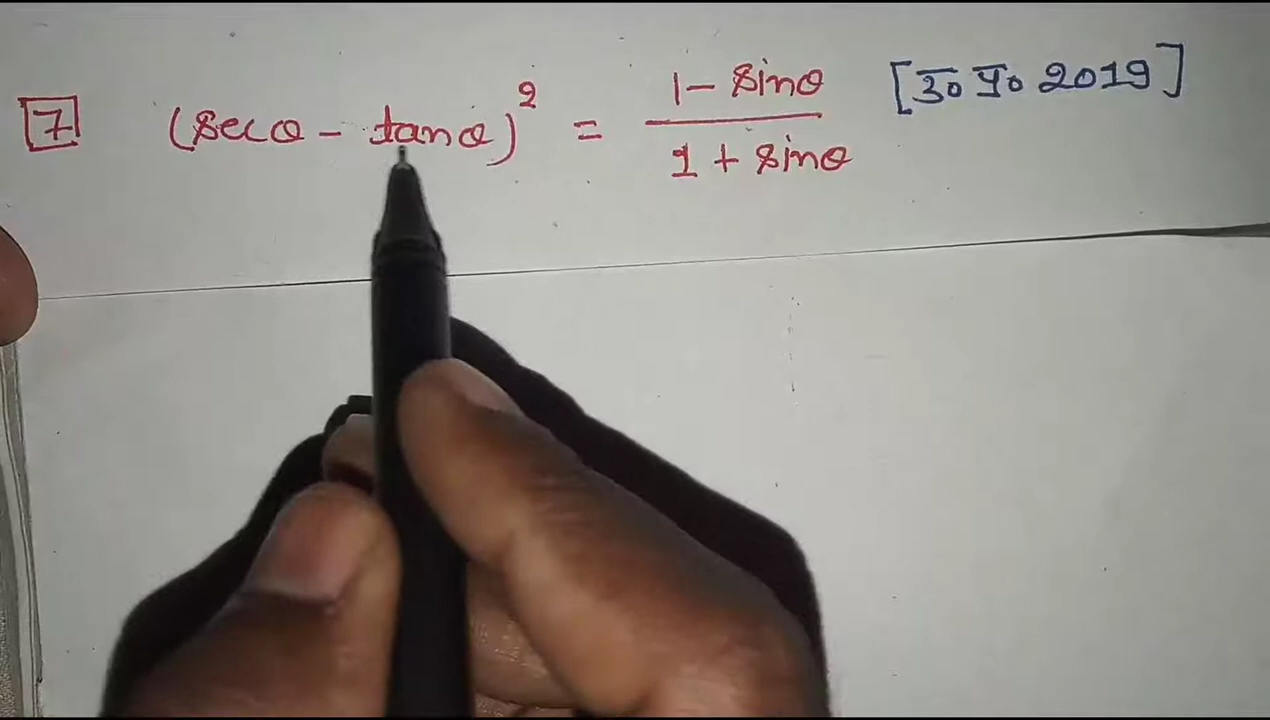 7 (secθ - tanθ)² = 1 - sinθ / 1 + sinθ [उ० प्र० 2019]